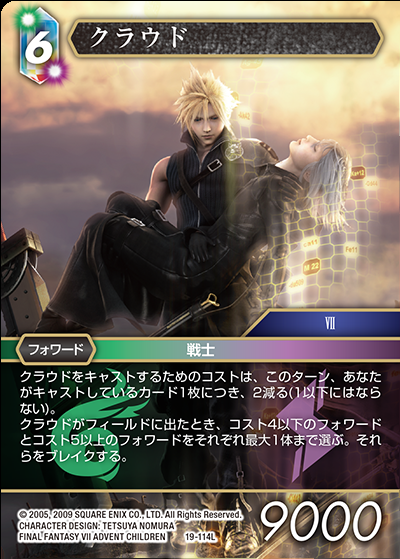 6
クラウド
VII
フォワード
戦士
クラウドをキャストするためのコストは、このターン、あなた
がキャストしているカード1枚につき、2減る(1以下にはなら
ない)。
クラウドがフィールドに出たとき、コスト4以下のフォワード
とコスト5以上のフォワードをそれぞれ最大1体まで選ぶ。それ
らをブレイクする。
© 2005, 2009 SQUARE ENIX CO., LTD. All Rights Reserved.
CHARACTER DESIGN: TETSUYA NOMURA
FINAL FANTASY VII ADVENT CHILDREN
19-114L
9000